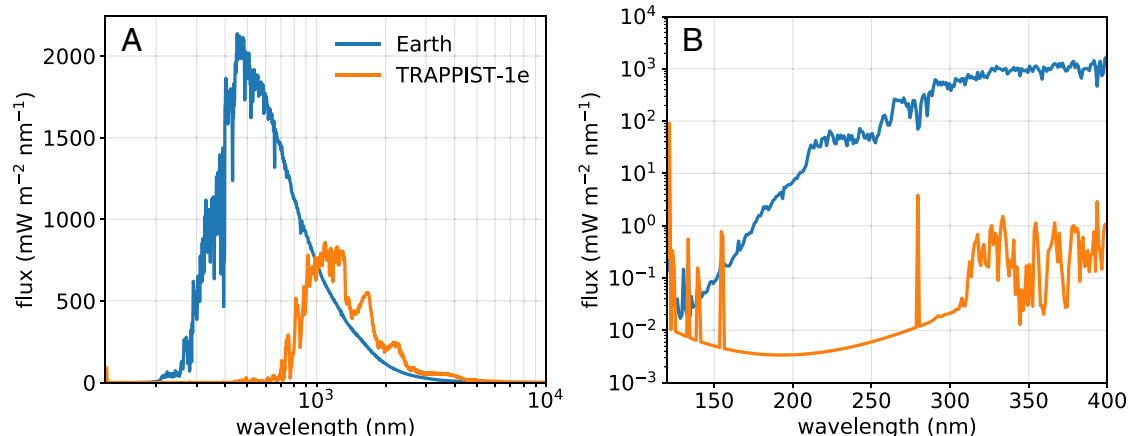 A
Earth
TRAPPIST-1e
2000
1500
1000
500
0
flux (mW m⁻² nm⁻¹)
10³
10⁴
wavelength (nm)
B
10⁴
10³
10²
10¹
10⁰
10⁻¹
10⁻²
10⁻³
flux (mW m⁻² nm⁻¹)
150
200
250
300
350
400
wavelength (nm)